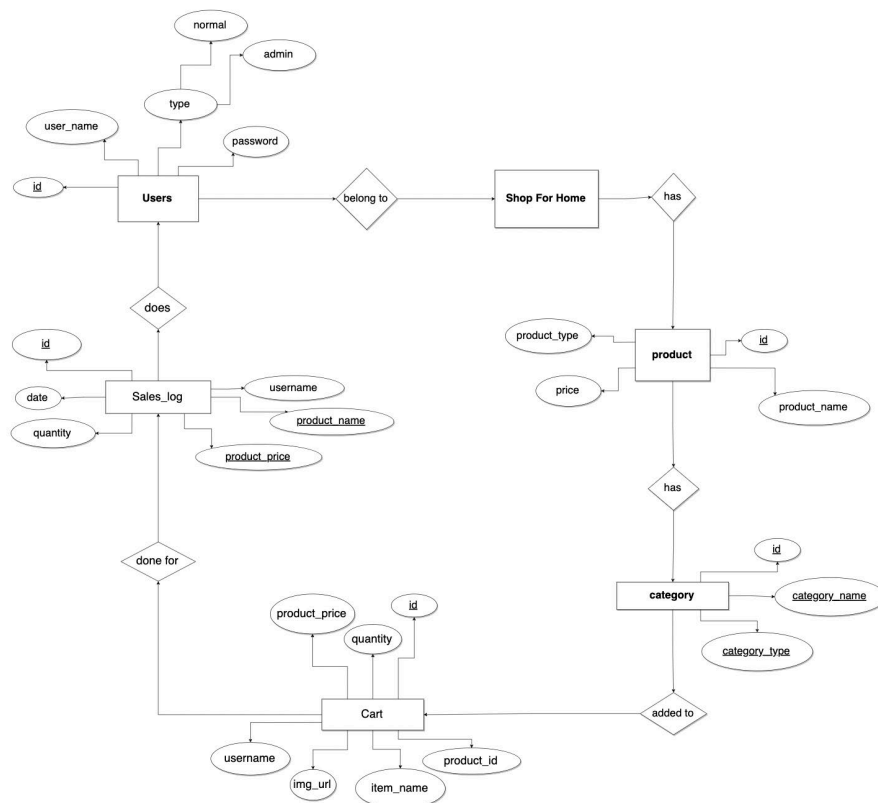 normal
admin
type
user_name
password
id
Users
belong to
Shop For Home
has
does
id
product_type
id
product
username
date
Sales_log
price
product_name
product_name
quantity
product_price
has
done for
id
category
category_name
product_price
id
quantity
category_type
Cart
added to
username
product_id
img_url
item_name